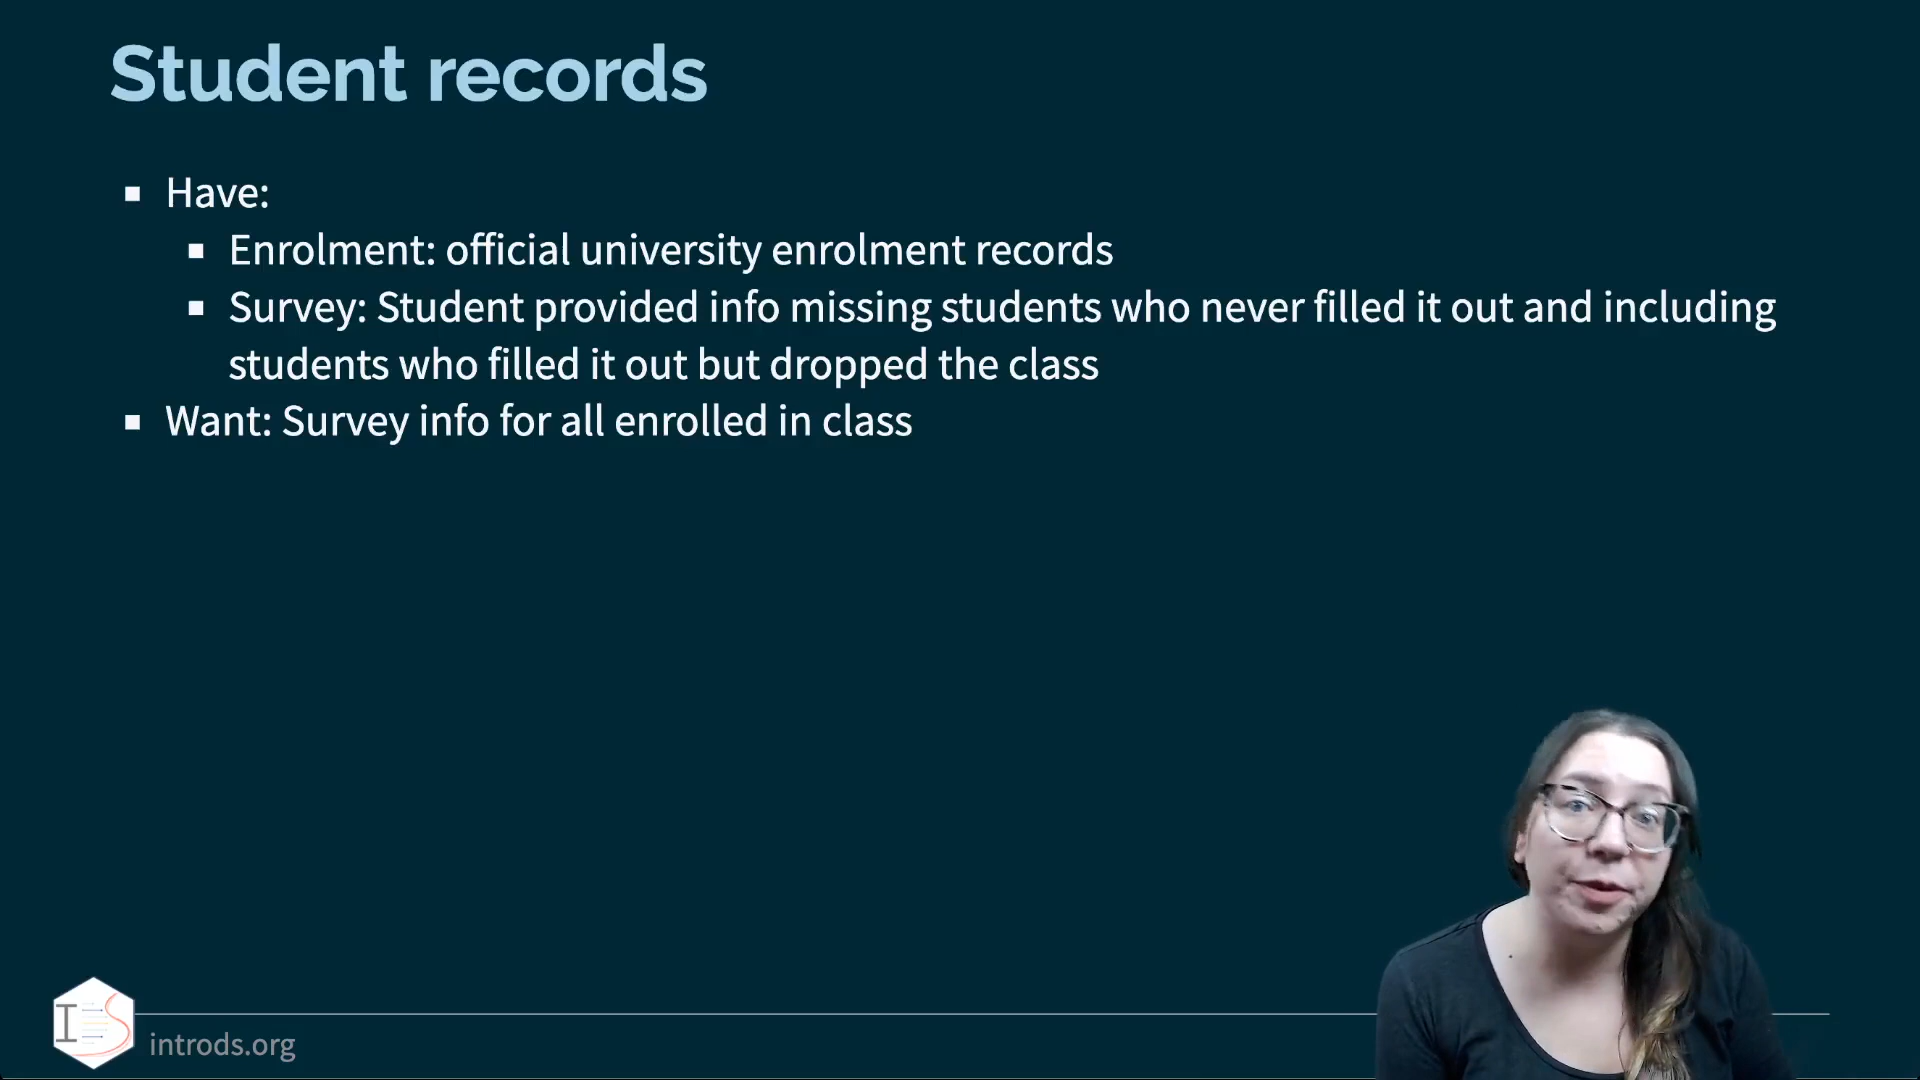 Student records
Have:
Enrolment: official university enrolment records
Survey: Student provided info missing students who never filled it out and including
students who filled it out but dropped the class
Want: Survey info for all enrolled in class
I S
introds.org